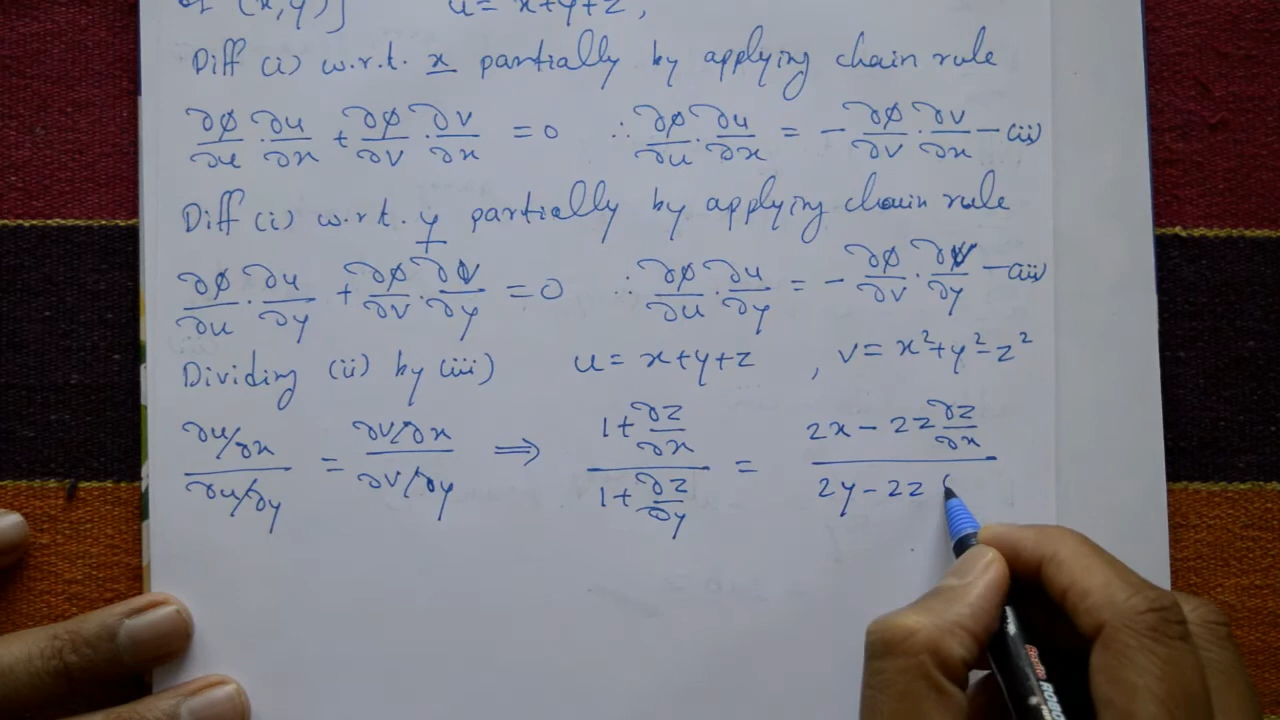 of (x,y)] u = x+y+z,
Diff (i) w.r.t. x partially by applying chain rule
∂φ/∂u · ∂u/∂x + ∂φ/∂v · ∂v/∂x = 0 ∴ ∂φ/∂u · ∂u/∂x = - ∂φ/∂v · ∂v/∂x — (ii)
Diff (i) w.r.t. y partially by applying chain rule
∂φ/∂u · ∂u/∂y + ∂φ/∂v · ∂v/∂y = 0 ∴ ∂φ/∂u · ∂u/∂y = - ∂φ/∂v · ∂v/∂y — (iii)
Dividing (ii) by (iii) u = x+y+z , v = x²+y²-z²
(∂u/∂x)/(∂u/∂y) = (∂v/∂x)/(∂v/∂y) ⟹ (1+∂z/∂x)/(1+∂z/∂y) = (2x-2z ∂z/∂x)/(2y-2z